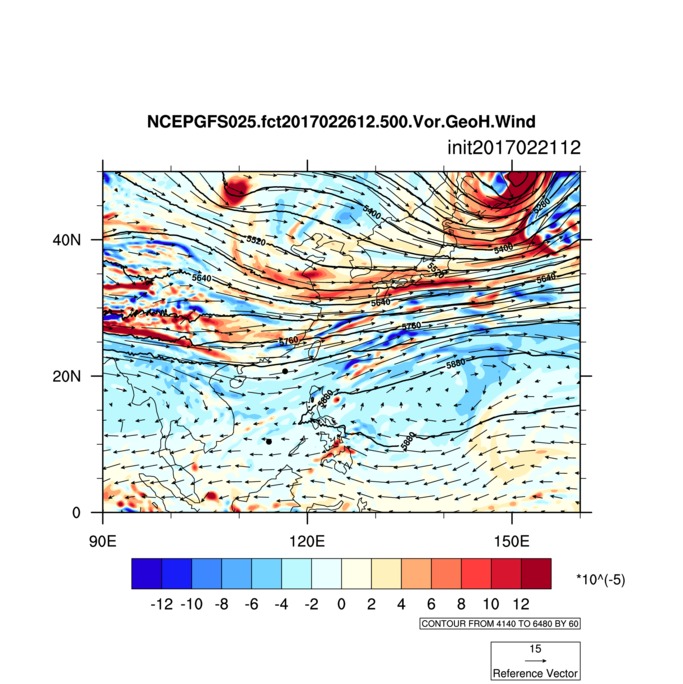 NCEPGFS025.fct2017022612.500.Vor.GeoH.Wind
init2017022112
5280
5400
5400
5520
5520
40N
5640
5640
5640
5760
5760
5880
20N
5880
5880
0
90E 120E 150E
-12 -10 -8 -6 -4 -2 0 2 4 6 8 10 12
*10^(-5)
CONTOUR FROM 4140 TO 6480 BY 60
15
Reference Vector